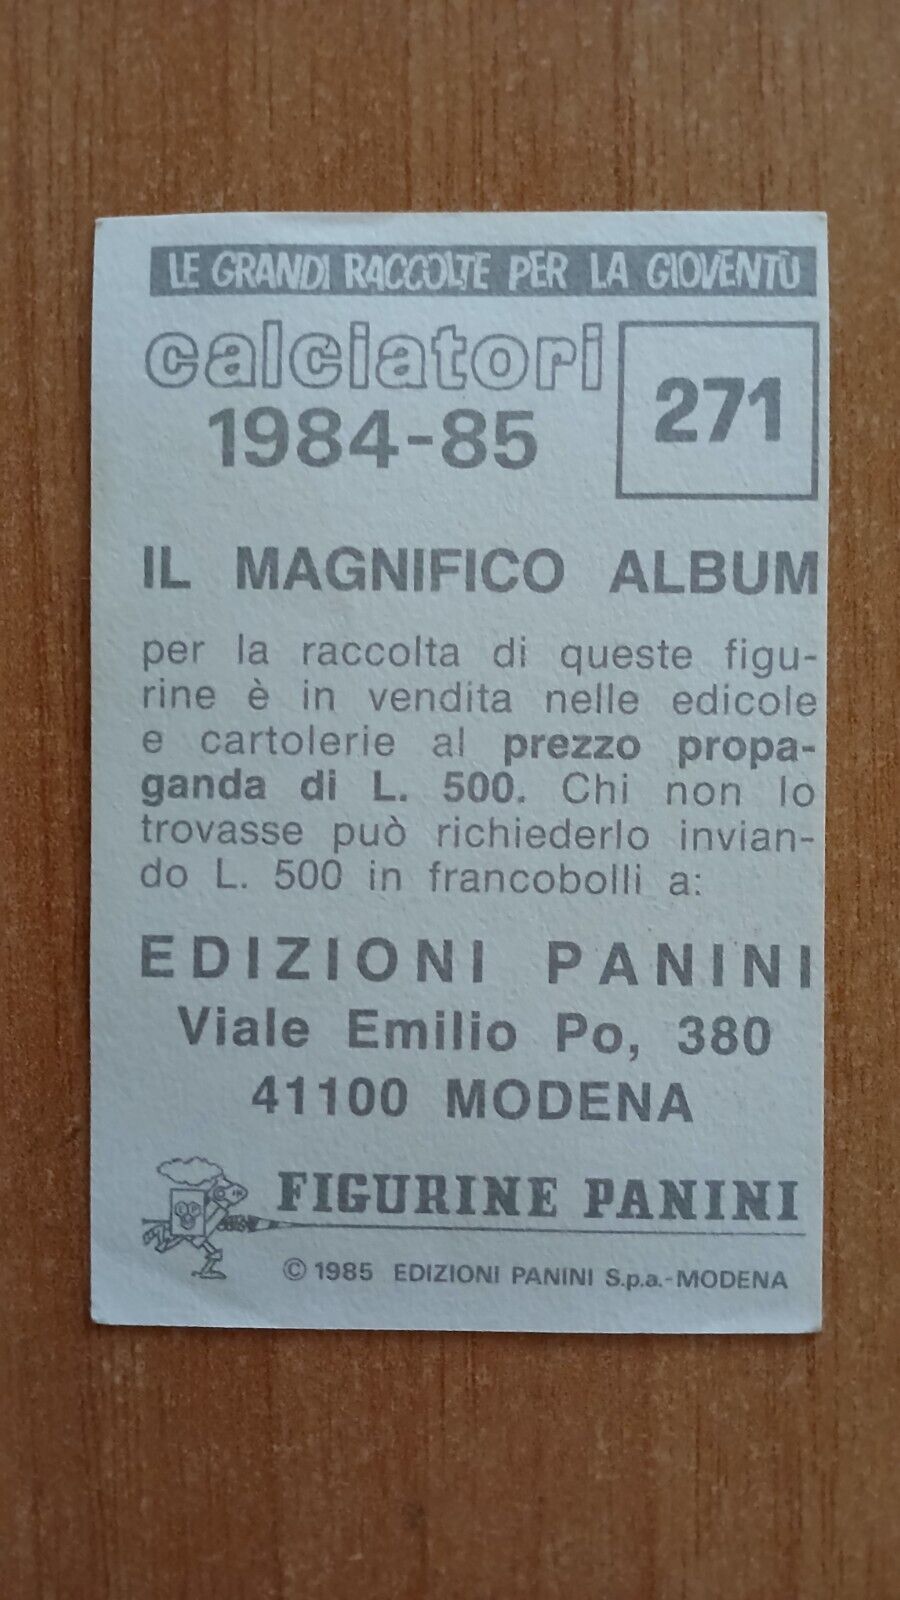 LE GRANDI RACCOLTE PER LA GIOVENTÙ
calciatori
1984-85
271
IL MAGNIFICO ALBUM
per la raccolta di queste figu-
rine è in vendita nelle edicole
e cartolerie al prezzo propa-
ganda di L. 500. Chi non lo
trovasse può richiederlo invian-
do L. 500 in francobolli a:
EDIZIONI PANINI
Viale Emilio Po, 380
41100 MODENA
FIGURINE PANINI
© 1985 EDIZIONI PANINI S.p.a.-MODENA